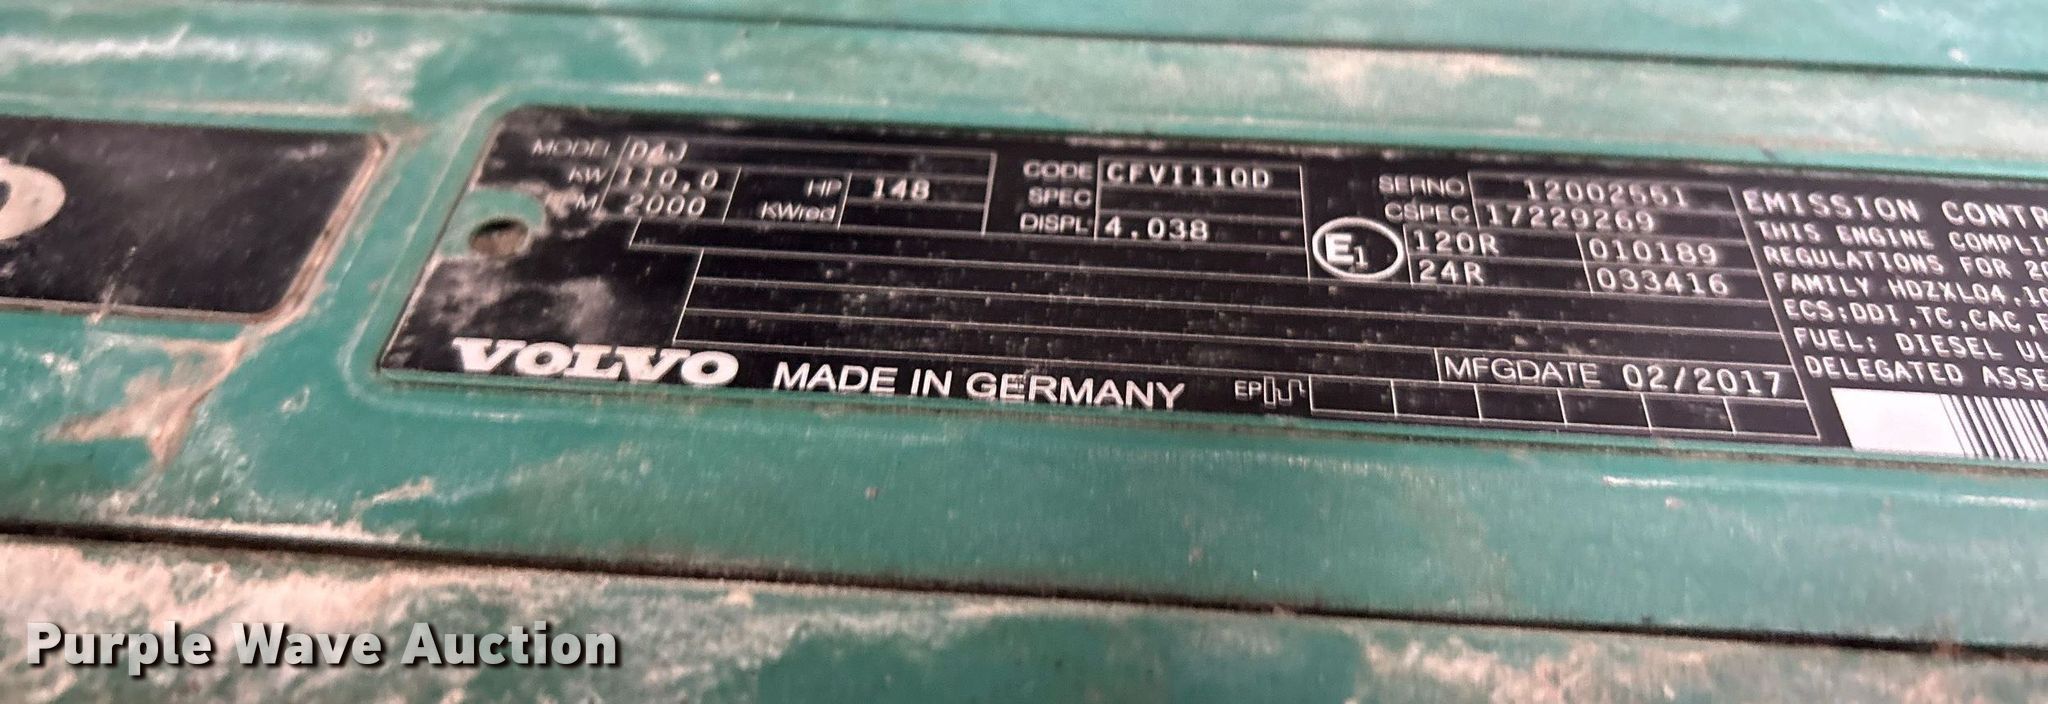 MODEL D4J
KW 110,0 HP 148
RPM 2000 KWred
CODE CFVI110D
SPEC
DISPL 4,038
SERNO 12002551
CSPEC 17229269
E1 120R 010189
24R 033416
VOLVO MADE IN GERMANY EP
MFGDATE 02/2017
EMISSION CONTR
THIS ENGINE COMPLI
REGULATIONS FOR 20
FAMILY HDZXL04.10
ECS:DDI,TC,CAC,E
FUEL: DIESEL UL
DELEGATED ASSE
Purple Wave Auction